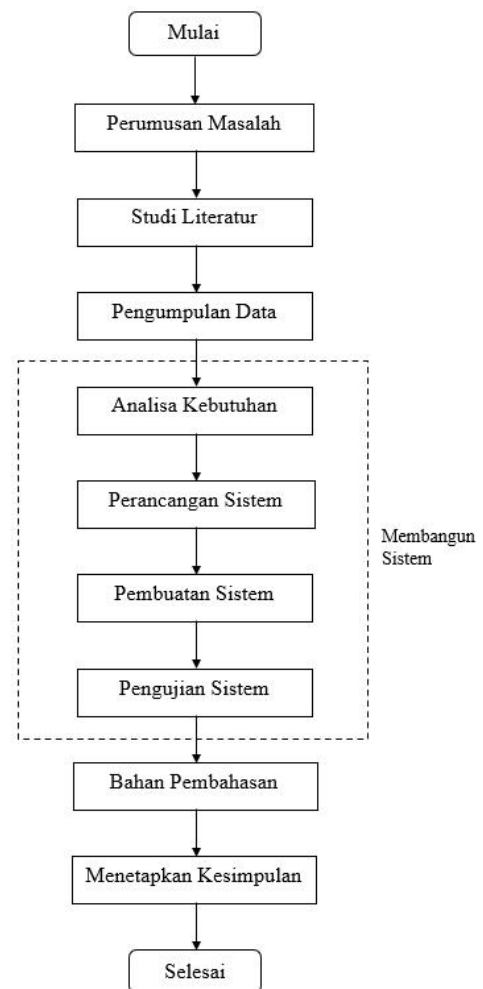 Mulai
Perumusan Masalah
Studi Literatur
Pengumpulan Data
Analisa Kebutuhan
Perancangan Sistem
Membangun
Sistem
Pembuatan Sistem
Pengujian Sistem
Bahan Pembahasan
Menetapkan Kesimpulan
Selesai